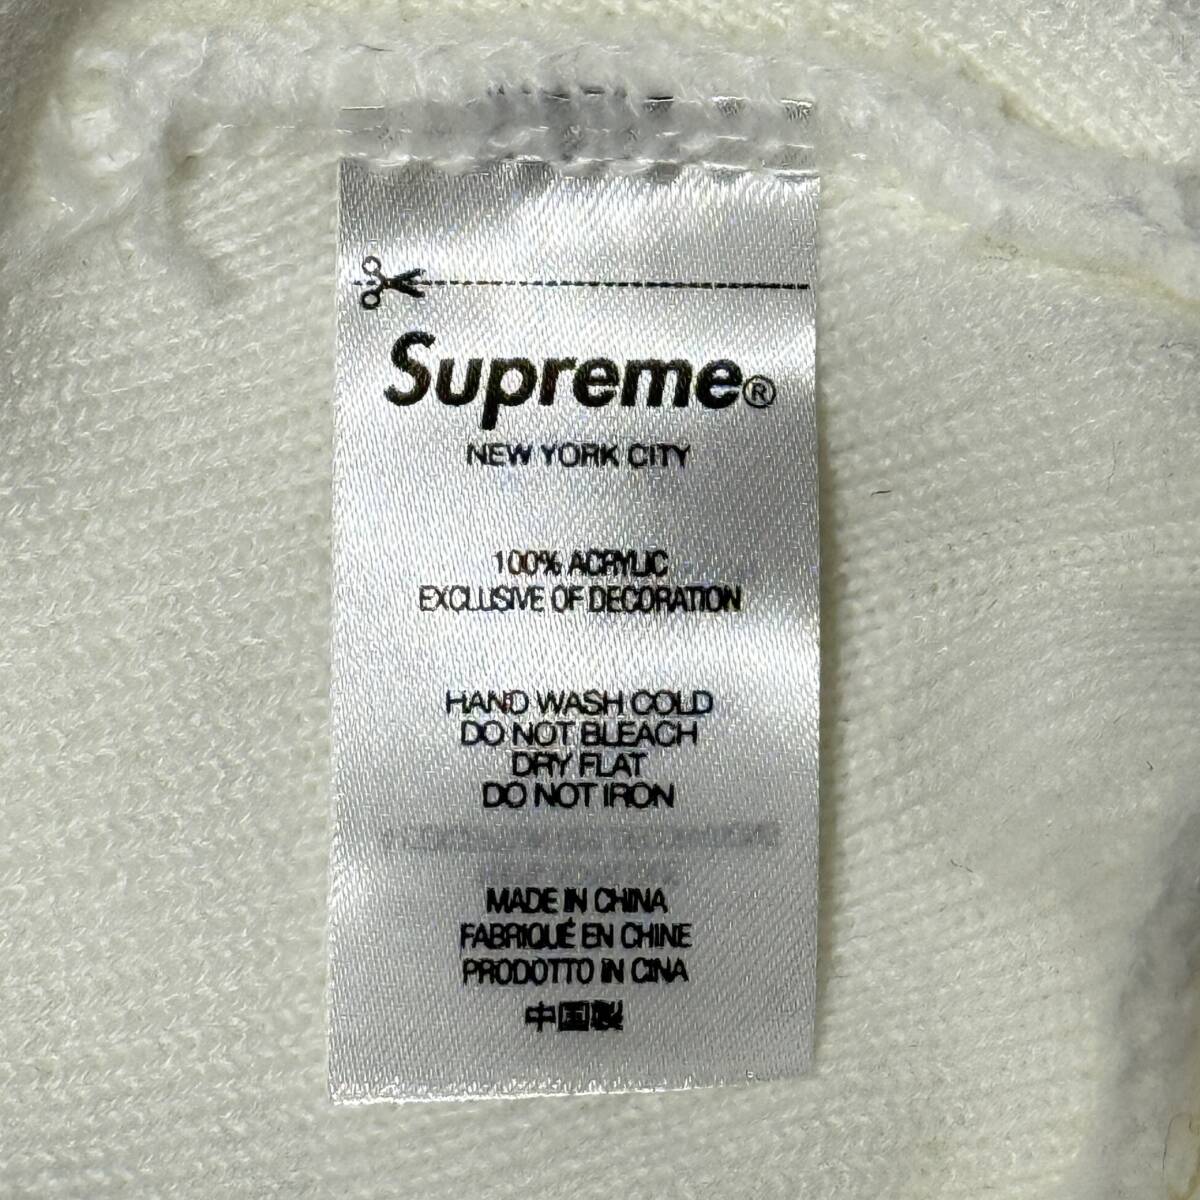 Supreme®
NEW YORK CITY
100% ACRYLIC
EXCLUSIVE OF DECORATION
HAND WASH COLD
DO NOT BLEACH
DRY FLAT
DO NOT IRON
MADE IN CHINA
FABRIQUÉ EN CHINE
PRODOTTO IN CINA
中国製